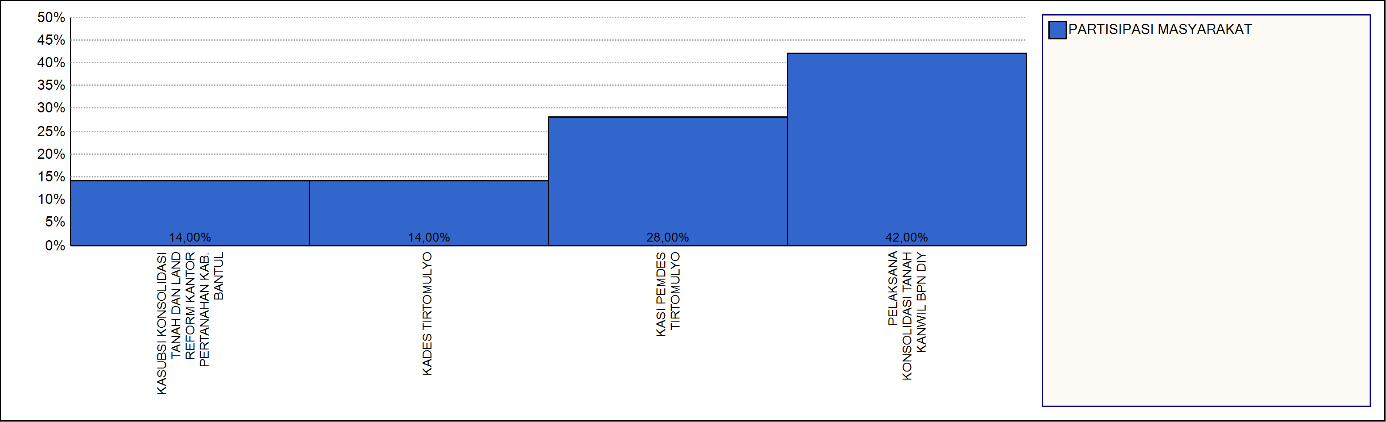 50%
45%
40%
35%
30%
25%
20%
15%
10%
5%
0%
14,00%
14,00%
28,00%
42,00%
KASUBSI KONSOLIDASI
TANAH DAN LAND
REFORM KANTOR
PERTANAHAN KAB.
BANTUL
KADES TIRTOMULYO
KASI PEMDES
TIRTOMULYO
PELAKSANA
KONSOLIDASI TANAH
KANWIL BPN DIY
PARTISIPASI MASYARAKAT